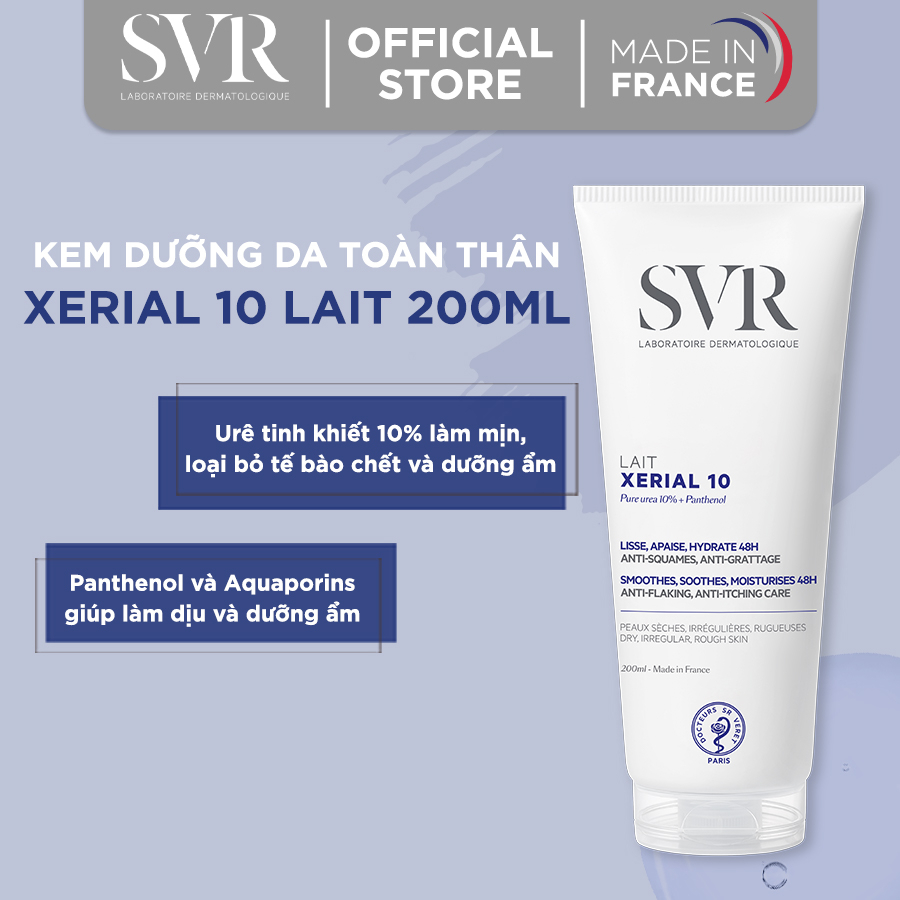 SVR
LABORATOIRE DERMATOLOGIQUE
OFFICIAL
STORE
MADE IN
FRANCE
KEM DƯỠNG DA TOÀN THÂN
XERIAL 10 LAIT 200ML
Urê tinh khiết 10% làm mịn,
loại bỏ tế bào chết và dưỡng ẩm
Panthenol và Aquaporins
giúp làm dịu và dưỡng ẩm
SVR
LABORATOIRE DERMATOLOGIQUE
LAIT
XERIAL 10
Pure urea 10% + Panthenol
LISSE, APAISE, HYDRATE 48H
ANTI-SQUAMES, ANTI-GRATTAGE
SMOOTHES, SOOTHES, MOISTURISES 48H
ANTI-FLAKING, ANTI-ITCHING CARE
PEAUX SÈCHES, IRRÉGULIÈRES, RUGUEUSES
DRY, IRREGULAR, ROUGH SKIN
200ml - Made in France
DOCTEURS SR VERET
PARIS